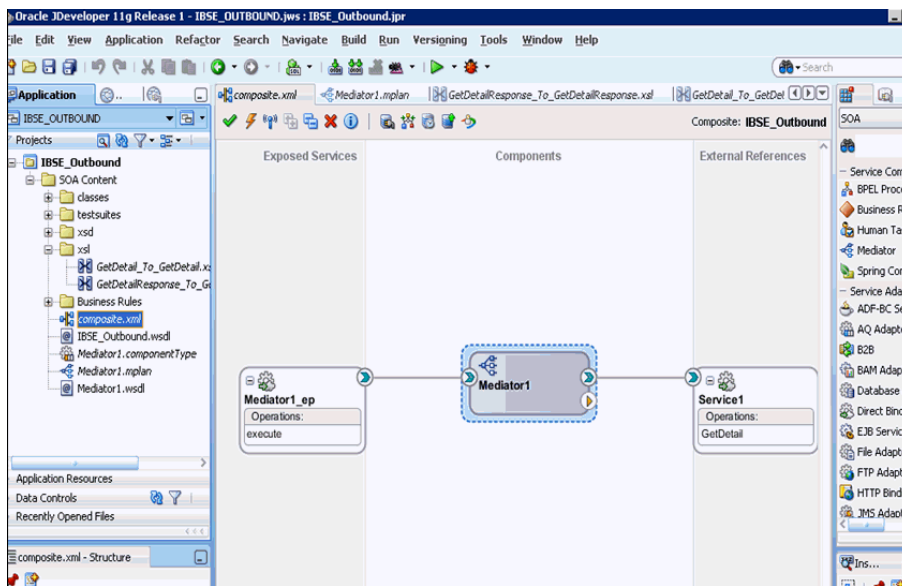 Oracle JDeveloper 11g Release 1 - IBSE_OUTBOUND.jws : IBSE_Outbound.jpr
File Edit View Application Refactor Search Navigate Build Run Versioning Tools Window Help
Search
Application
IBSE_OUTBOUND
Projects
IBSE_Outbound
SOA Content
classes
testsuites
xsd
xsl
GetDetail_To_GetDetail.x
GetDetailResponse_To_G
Business Rules
composite.xml
IBSE_Outbound.wsdl
Mediator1.componentType
Mediator1.mplan
Mediator1.wsdl
Application Resources
Data Controls
Recently Opened Files
composite.xml - Structure
composite.xml Mediator1.mplan GetDetailResponse_To_GetDetailResponse.xsl GetDetail_To_GetDet
Composite: IBSE_Outbound
Exposed Services Components External References
Mediator1_ep
Operations:
execute
Mediator1
Service1
Operations:
GetDetail
SOA
Service Com
BPEL Proc
Business R
Human Ta
Mediator
Spring Con
Service Ada
ADF-BC Se
AQ Adapt
B2B
BAM Adap
Database
Direct Bind
EJB Servic
File Adapt
FTP Adapt
HTTP Bind
JMS Adapt
Ins...